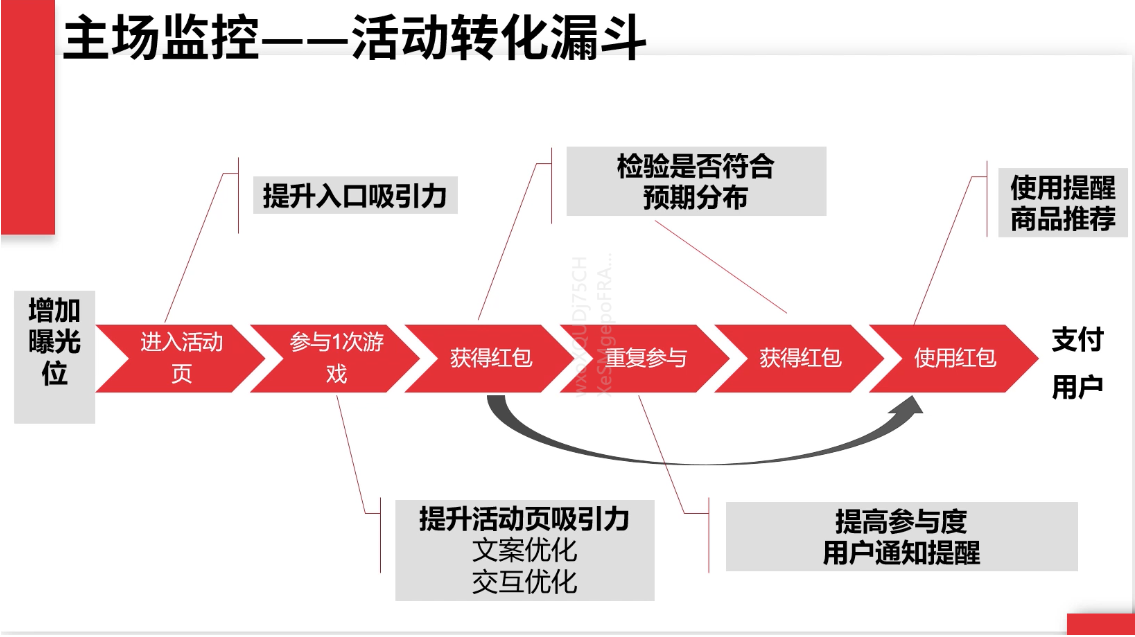 主场监控——活动转化漏斗
提升入口吸引力
检验是否符合
预期分布
使用提醒
商品推荐
增加
曝光
位
进入活动
页
参与1次游
戏
获得红包
重复参与
获得红包
使用红包
支付
用户
提升活动页吸引力
文案优化
交互优化
提高参与度
用户通知提醒